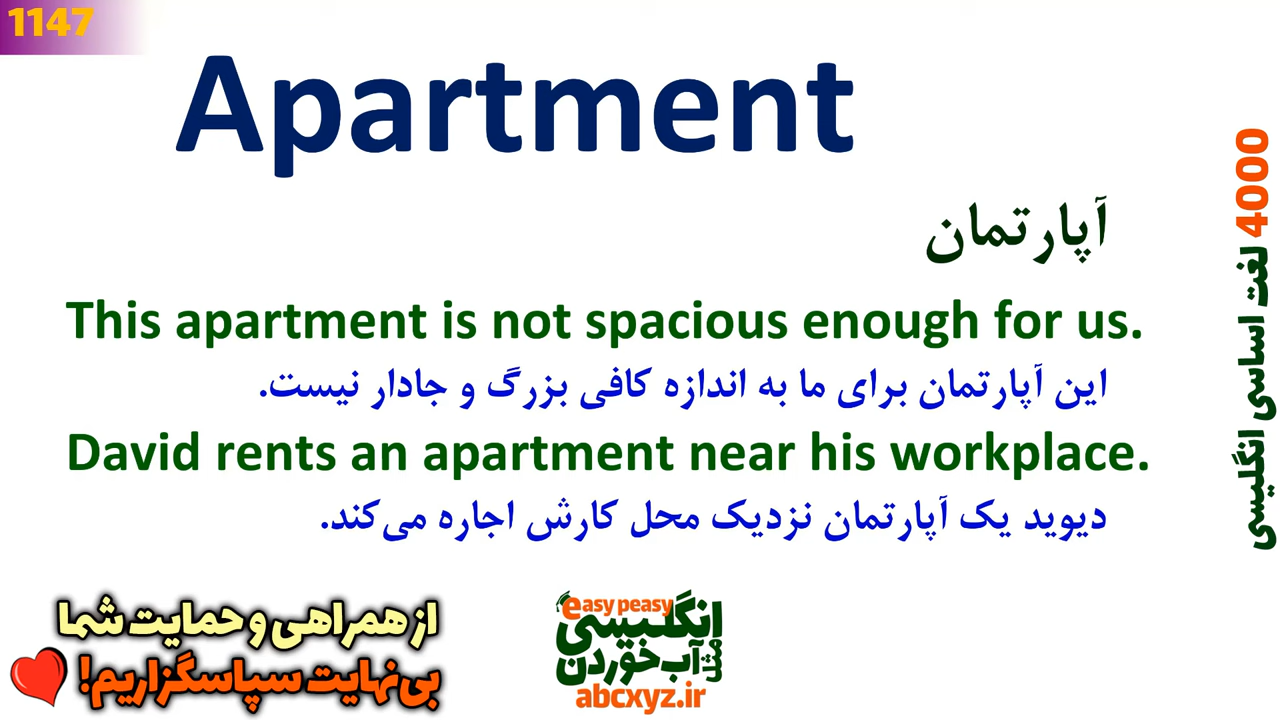 1147
Apartment
آپارتمان
This apartment is not spacious enough for us.
این آپارتمان برای ما به اندازه کافی بزرگ و جادار نیست.
David rents an apartment near his workplace.
دیوید یک آپارتمان نزدیک محل کارش اجاره می‌کند.
4000 لغت اساسی انگلیسی
از همراهی و حمایت شما
بی‌نهایت سپاسگزاریم!
easy peasy
انگلیسی
مثل آب خوردن
abcxyz.ir